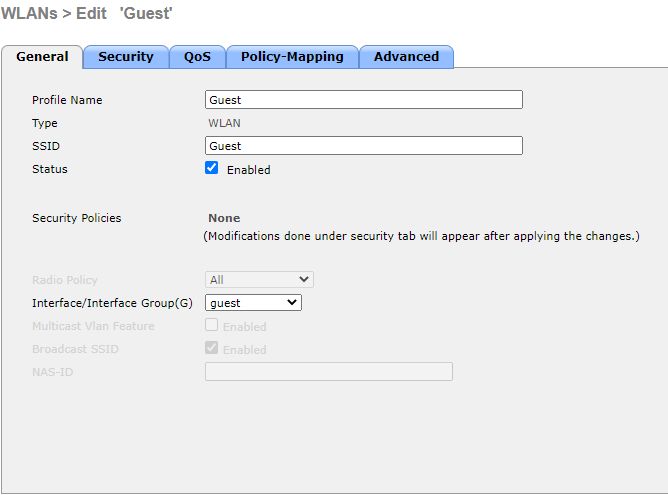 WLANs > Edit 'Guest'
General Security QoS Policy-Mapping Advanced
Profile Name Guest
Type WLAN
SSID Guest
Status Enabled
Security Policies None
(Modifications done under security tab will appear after applying the changes.)
Radio Policy All
Interface/Interface Group(G) guest
Multicast Vlan Feature Enabled
Broadcast SSID Enabled
NAS-ID